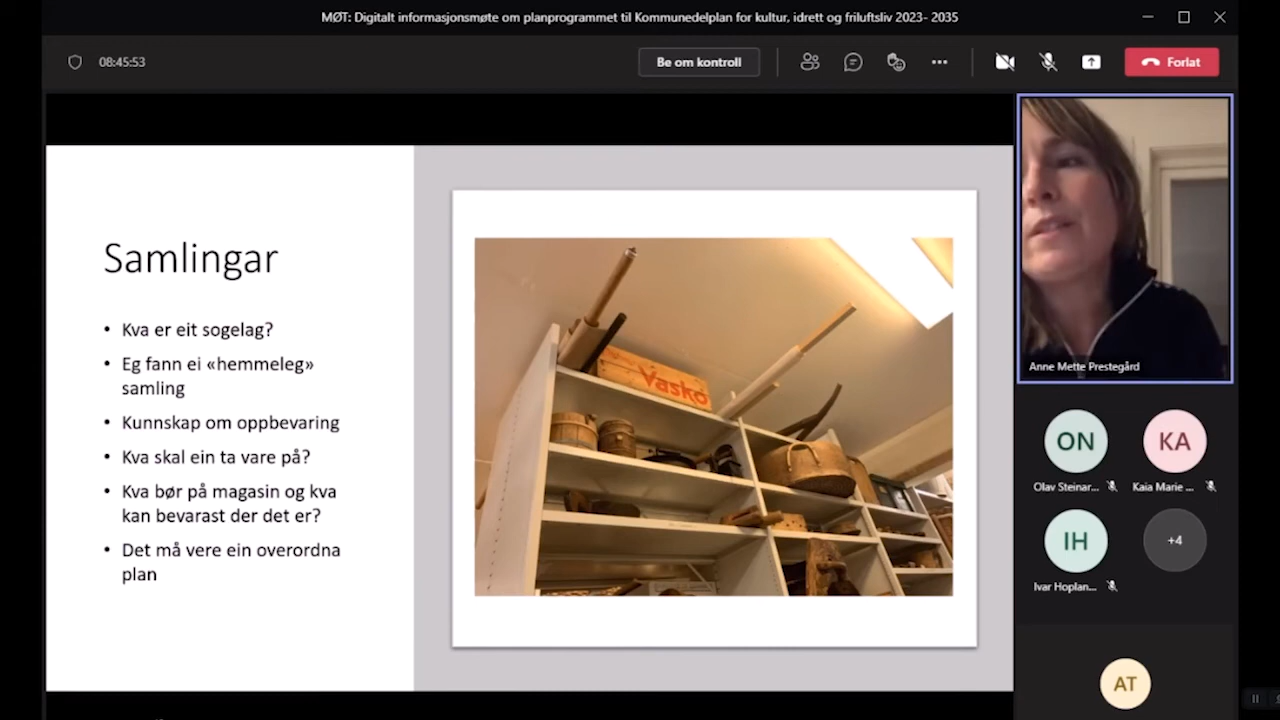 MØT: Digitalt informasjonsmøte om planprogrammet til Kommunedelplan for kultur, idrett og friluftsliv 2023- 2035
08:45:53
Be om kontroll
Forlat
Samlingar
• Kva er eit sogelag?
• Eg fann ei «hemmeleg»
samling
• Kunnskap om oppbevaring
• Kva skal ein ta vare på?
• Kva bør på magasin og kva
kan bevarast der det er?
• Det må vere ein overordna
plan
Vasko
Anne Mette Prestegård
ON
KA
Olav Steinar...
Kaia Marie ...
IH
+4
Ivar Hoplan...
AT